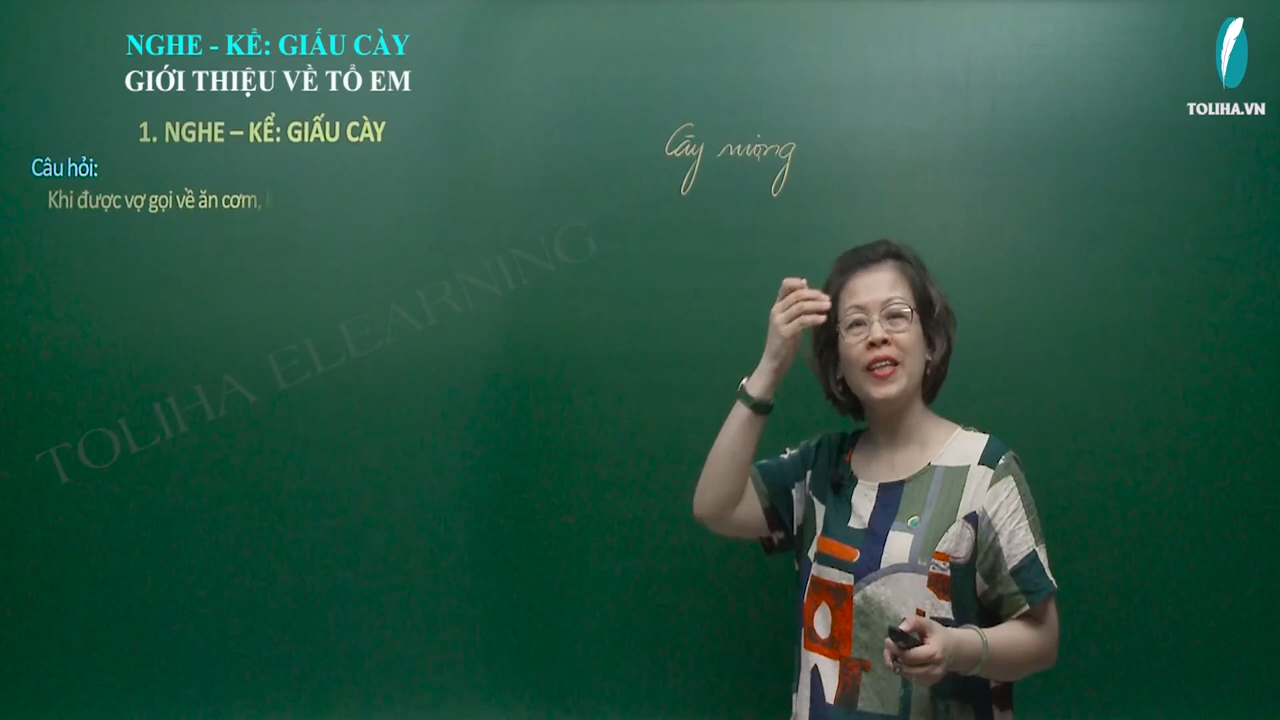 NGHE - KỂ: GIẤU CÀY
GIỚI THIỆU VỀ TỔ EM
TOLIHA.VN
1. NGHE – KỂ: GIẤU CÀY
Cày ruộng
Câu hỏi:
Khi được vợ gọi về ăn cơm,
TOLIHA ELEARNING